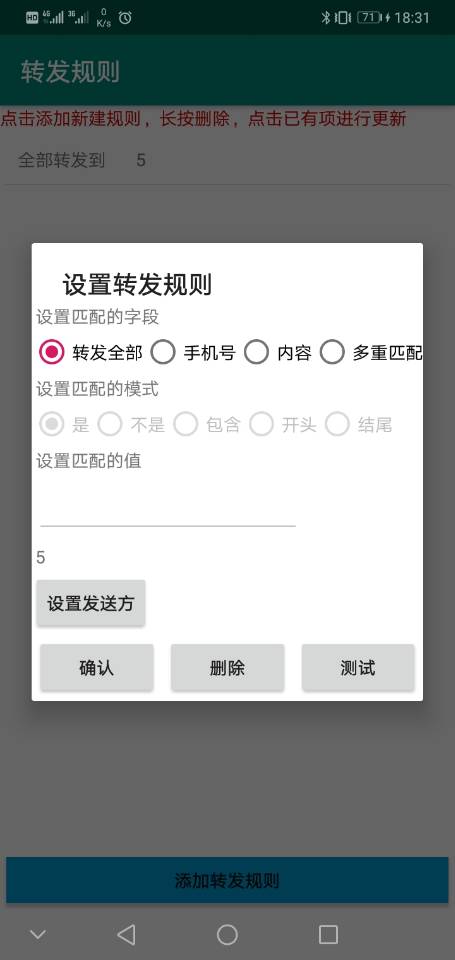 HD 4G 3G 0 K/s 71 18:31
转发规则
点击添加新建规则，长按删除，点击已有项进行更新
全部转发到 5
设置转发规则
设置匹配的字段
转发全部 手机号 内容 多重匹配
设置匹配的模式
是 不是 包含 开头 结尾
设置匹配的值
5
设置发送方
确认 删除 测试
添加转发规则